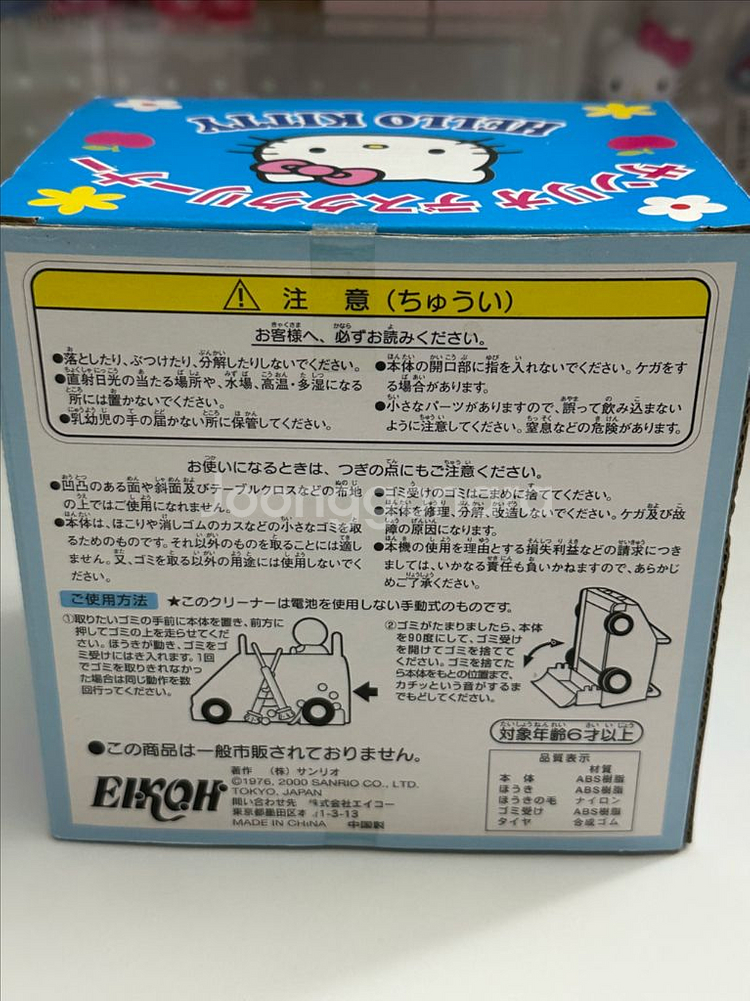 HELLO KITTY
サンリオ デスククリーナー
注 意（ちゅうい）
お客様へ、必ずお読みください。
●落としたり、ぶつけたり、分解したりしないでください。
●直射日光の当たる場所や、水場、高温・多湿になる
所には置かないでください。
●乳幼児の手の届かない所に保管してください。
●本体の開口部に指を入れないでください。ケガをす
る場合があります。
●小さなパーツがありますので、誤って飲み込まない
ように注意してください。窒息などの危険があります。
お使いになるときは、つぎの点にもご注意ください。
●凹凸のある面や斜面及びテーブルクロスなどの布地
の上ではご使用になれません。
●本体は、ほこりや消しゴムのカスなどの小さなゴミを取
るためのものです。それ以外のものを取ることには適し
ません。又、ゴミを取る以外の用途には使用しないでく
ださい。
●ゴミ受けのゴミはこまめに捨ててください。
●本体を修理、分解、改造しないでください。ケガ及び故
障の原因になります。
●本機の使用を理由とする損失利益などの請求につき
ましては、いかなる責任も負いかねますので、あらかじ
めご了承ください。
ご使用方法 ★このクリーナーは電池を使用しない手動式のものです。
①取りたいゴミの手前に本体を置き、前方に
押してゴミの上を走らせてくだ
さい。ほうきが動き、ゴミをゴ
ミ受けにはき入れます。1回
でゴミを取りきれなかっ
た場合は同じ動作を数
回行ってください。
②ゴミがたまりましたら、本体
を90度にして、ゴミ受け
を開けてゴミを捨てて
ください。ゴミを捨てた
ら本体をもとの位置まで、
カチッという音がするま
でもどしてください。
対象年齢6才以上
●この商品は一般市販されておりません。
EIKOH
著作 （株）サンリオ
©1976, 2000 SANRIO CO., LTD.
TOKYO, JAPAN
問い合わせ先 株式会社エイコー
東京都墨田区本 1-3-13
MADE IN CHINA 中国製
品質表示
材質
本体 ABS樹脂
ほうき ABS樹脂
ほうきの毛 ナイロン
ゴミ受け ABS樹脂
タイヤ 合成ゴム